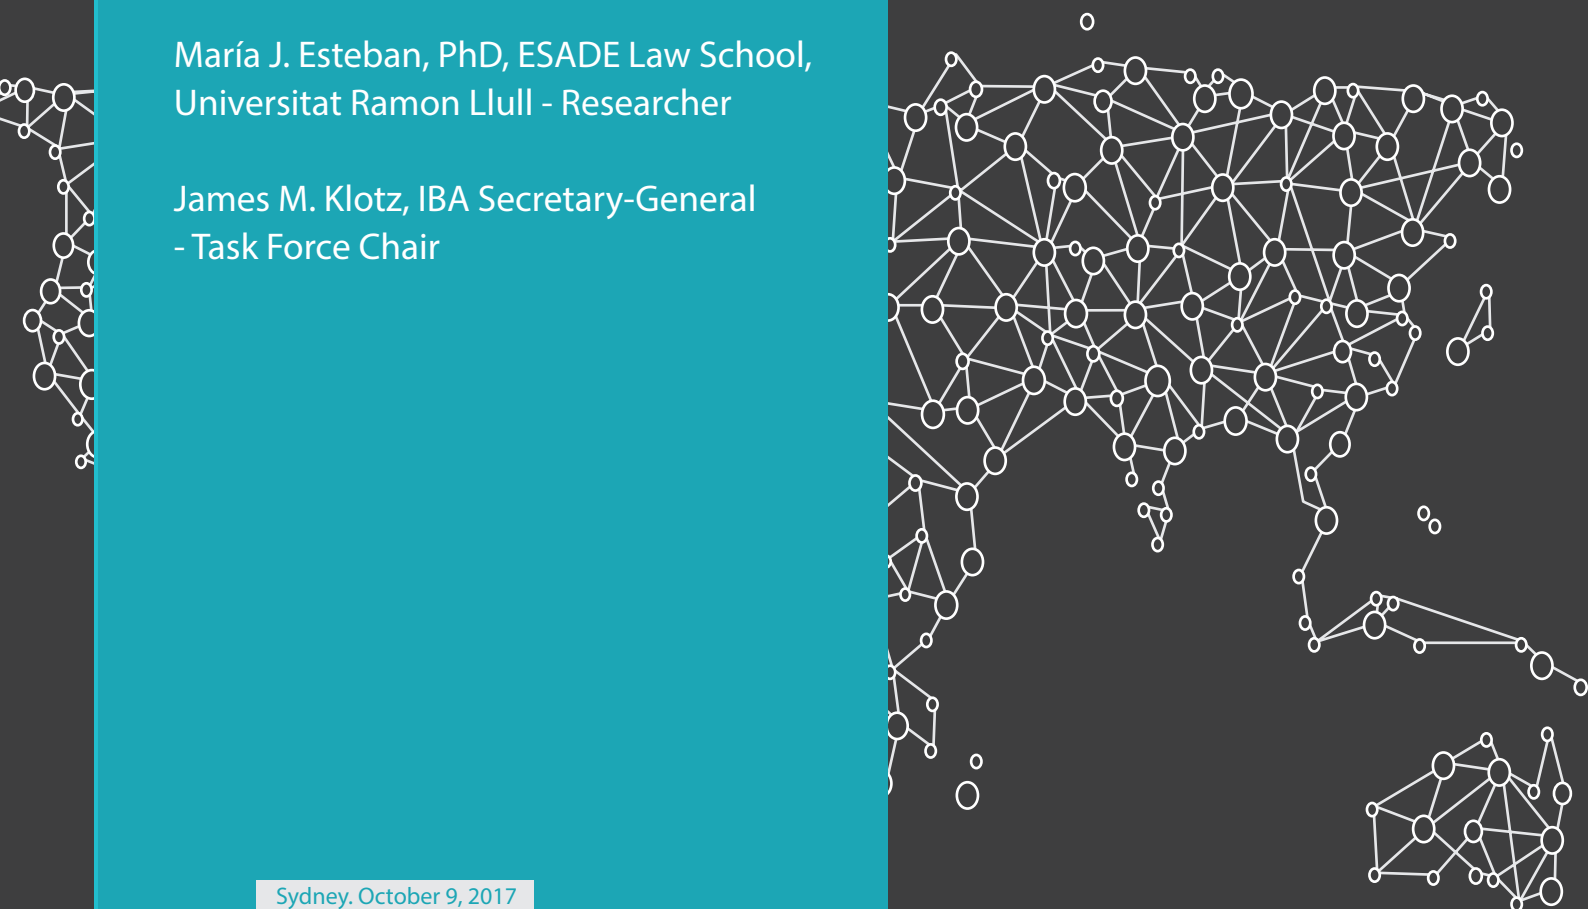 María J. Esteban, PhD, ESADE Law School,
Universitat Ramon Llull - Researcher
James M. Klotz, IBA Secretary-General
- Task Force Chair
Sydney. October 9, 2017